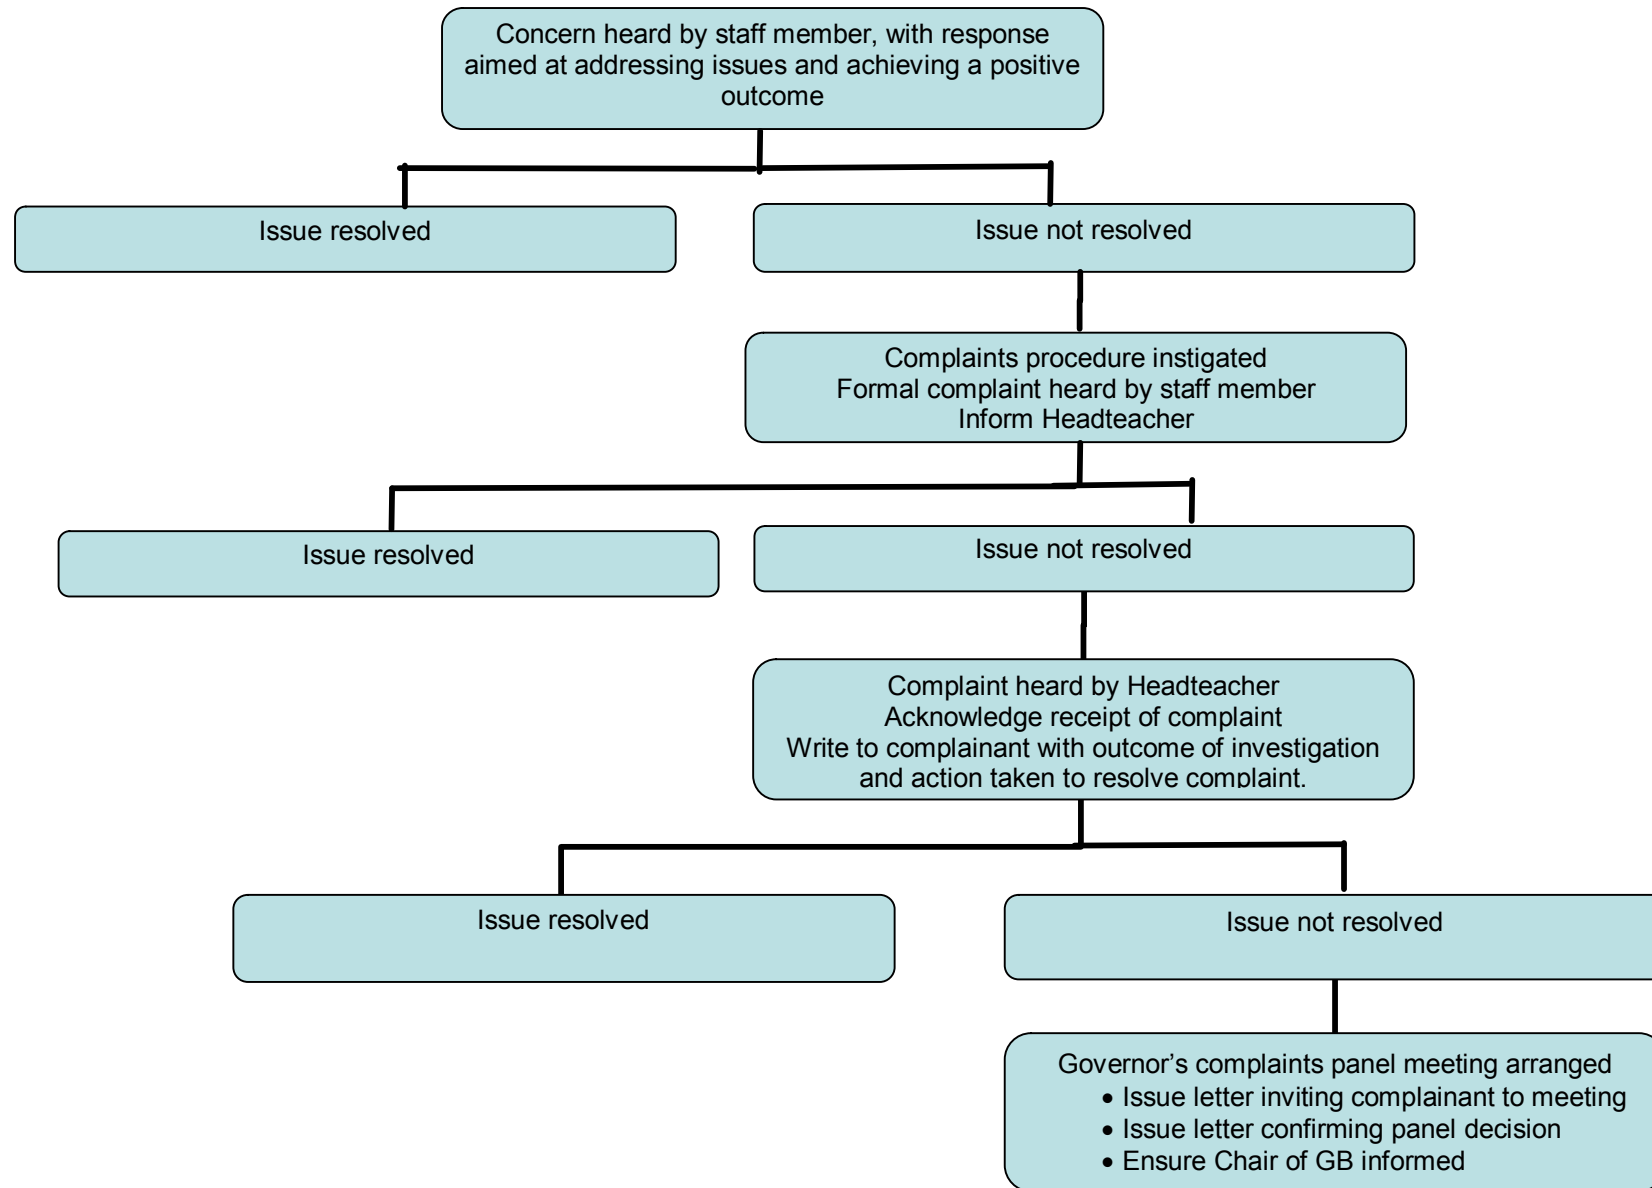 Concern heard by staff member, with response
aimed at addressing issues and achieving a positive
outcome
Issue resolved
Issue not resolved
Complaints procedure instigated
Formal complaint heard by staff member
Inform Headteacher
Issue resolved
Issue not resolved
Complaint heard by Headteacher
Acknowledge receipt of complaint
Write to complainant with outcome of investigation
and action taken to resolve complaint.
Issue resolved
Issue not resolved
Governor’s complaints panel meeting arranged
• Issue letter inviting complainant to meeting
• Issue letter confirming panel decision
• Ensure Chair of GB informed